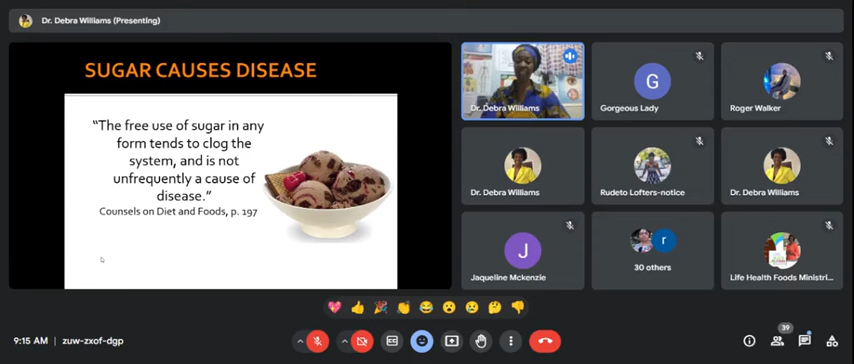 Dr. Debra Williams (Presenting)
SUGAR CAUSES DISEASE
“The free use of sugar in any
form tends to clog the
system, and is not
unfrequently a cause of
disease.”
Counsels on Diet and Foods, p. 197
Dr. Debra Williams
G
Gorgeous Lady
Roger Walker
Dr. Debra Williams
Rudeto Lofters-notice
Dr. Debra Williams
J
Jaqueline Mckenzie
r
30 others
Life Health Foods Ministri...
9:15 AM | zuw-zxof-dgp
CC
39